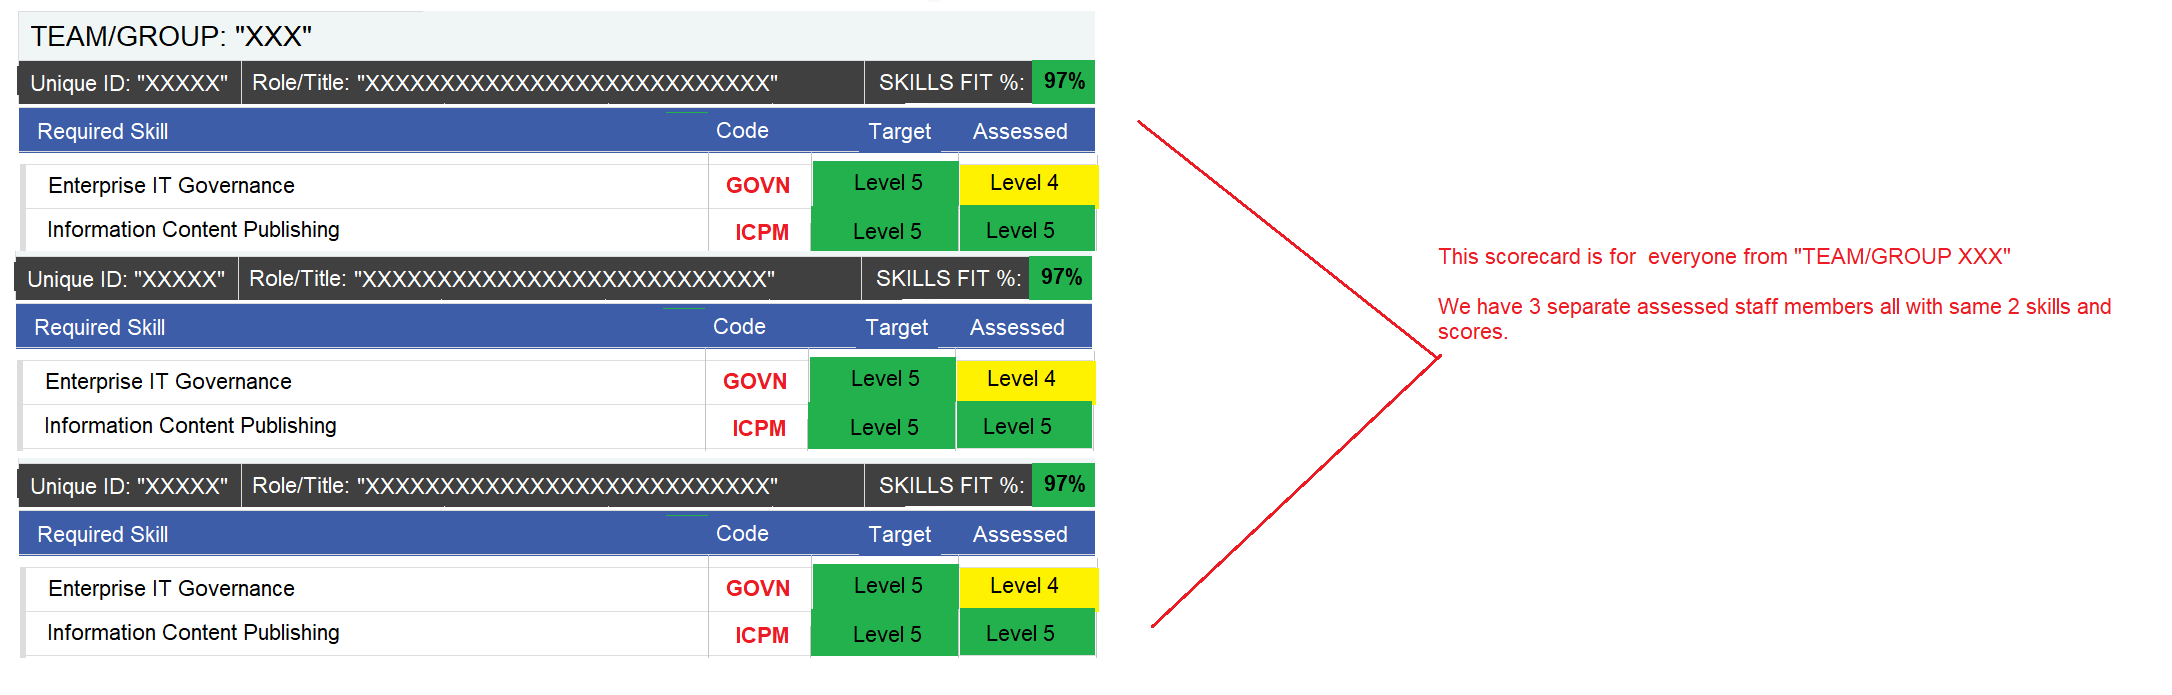 TEAM/GROUP: "XXX"
Unique ID: "XXXXX" Role/Title: "XXXXXXXXXXXXXXXXXXXXXXXXXXX" SKILLS FIT %: 97%
Required Skill Code Target Assessed
Enterprise IT Governance GOVN Level 5 Level 4
Information Content Publishing ICPM Level 5 Level 5
Unique ID: "XXXXX" Role/Title: "XXXXXXXXXXXXXXXXXXXXXXXXXXX" SKILLS FIT %: 97%
Required Skill Code Target Assessed
Enterprise IT Governance GOVN Level 5 Level 4
Information Content Publishing ICPM Level 5 Level 5
Unique ID: "XXXXX" Role/Title: "XXXXXXXXXXXXXXXXXXXXXXXXXXX" SKILLS FIT %: 97%
Required Skill Code Target Assessed
Enterprise IT Governance GOVN Level 5 Level 4
Information Content Publishing ICPM Level 5 Level 5
This scorecard is for  everyone from "TEAM/GROUP XXX"
We have 3 separate assessed staff members all with same 2 skills and
scores.